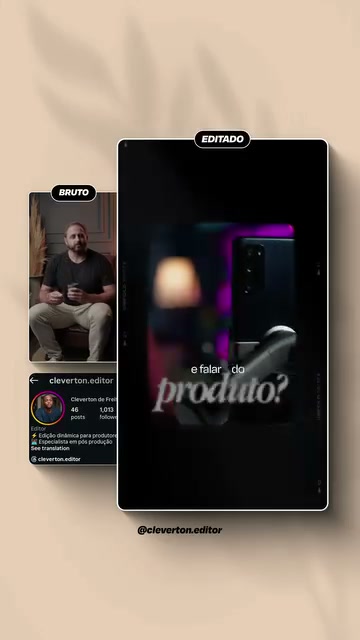 EDITADO
BRUTO
e falar do
produto?
cleverton.editor
Cleverton de Freit
46
1,013
posts
followe
Editor
⚡ Edição dinâmica para produtore
Especialista em pós produção
See translation
cleverton.editor
@cleverton.editor